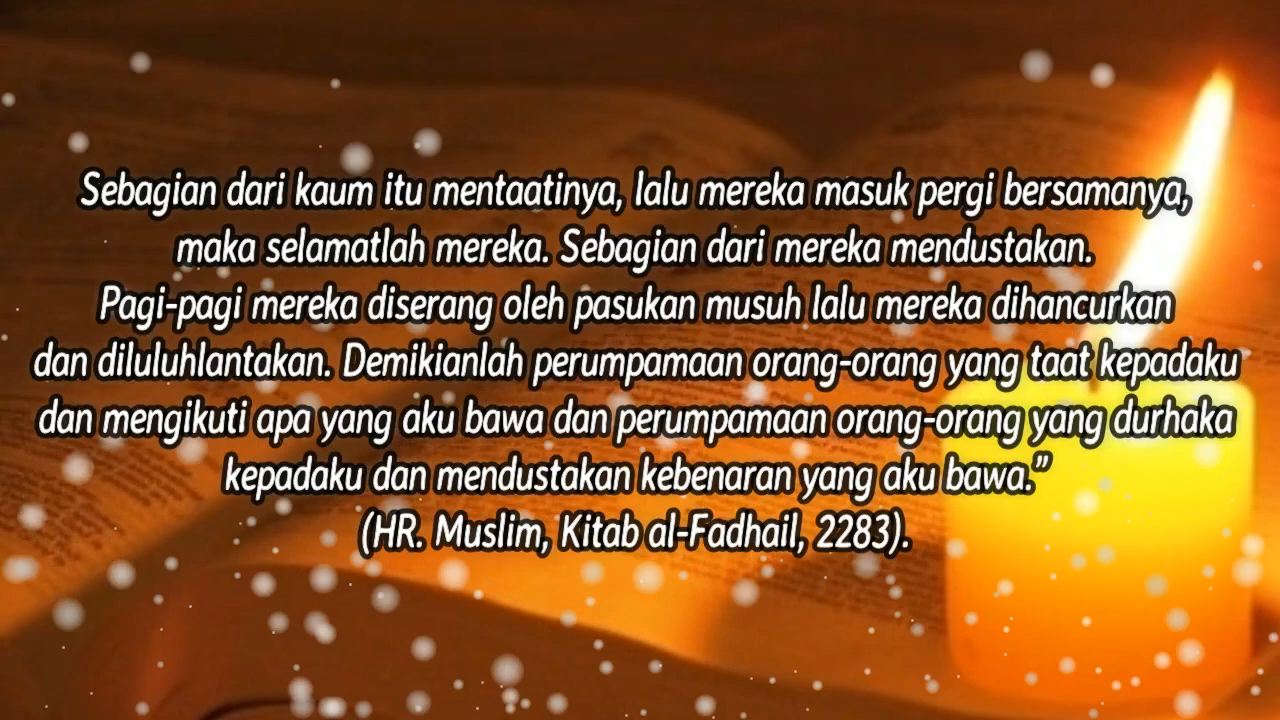 Sebagian dari kaum itu mentaatinya, lalu mereka masuk pergi bersamanya,
maka selamatlah mereka. Sebagian dari mereka mendustakan.
Pagi-pagi mereka diserang oleh pasukan musuh lalu mereka dihancurkan
dan diluluhlantakan. Demikianlah perumpamaan orang-orang yang taat kepadaku
dan mengikuti apa yang aku bawa dan perumpamaan orang-orang yang durhaka
kepadaku dan mendustakan kebenaran yang aku bawa.”
(HR. Muslim, Kitab al-Fadhail, 2283).